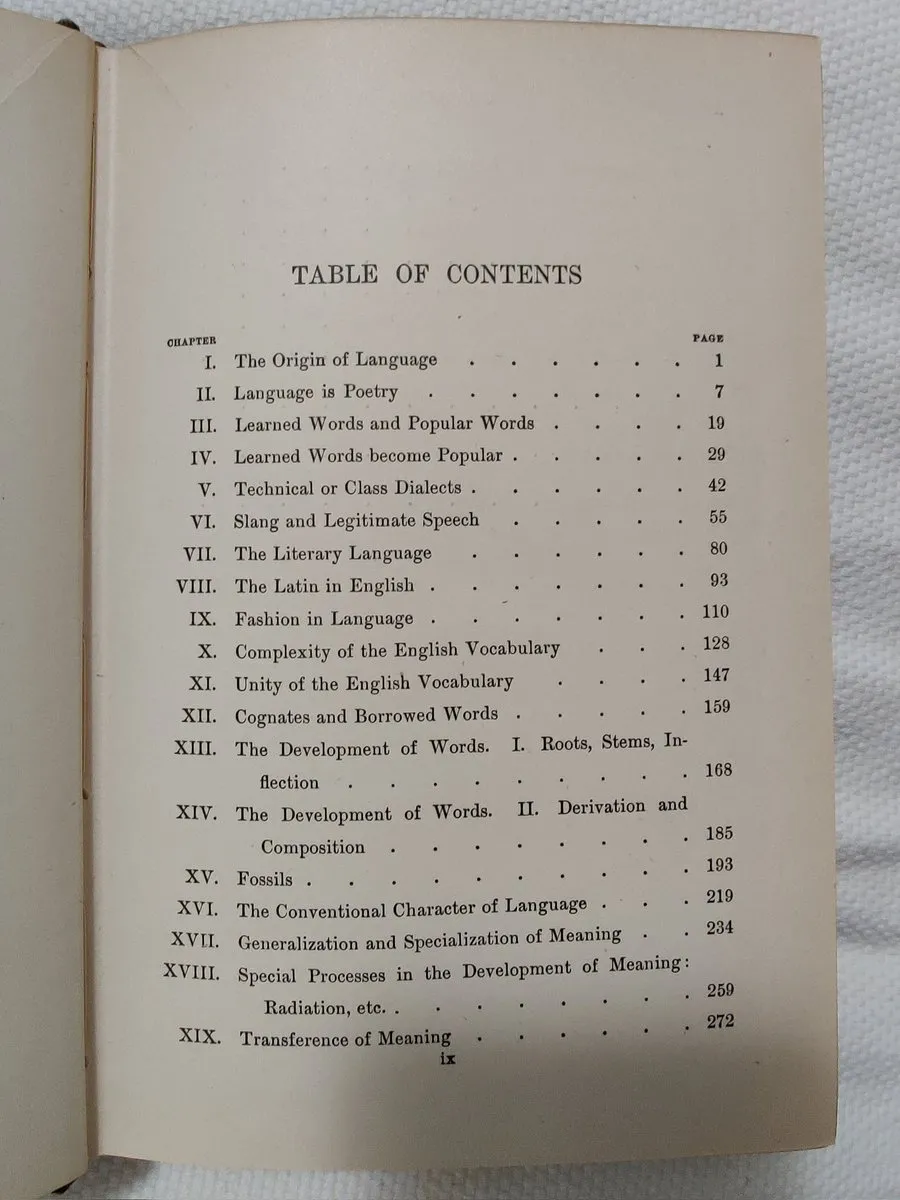 TABLE OF CONTENTS
CHAPTER PAGE
I. The Origin of Language . . . . . . 1
II. Language is Poetry . . . . . . . 7
III. Learned Words and Popular Words . . . . 19
IV. Learned Words become Popular . . . . . 29
V. Technical or Class Dialects . . . . . . 42
VI. Slang and Legitimate Speech . . . . . 55
VII. The Literary Language . . . . . . 80
VIII. The Latin in English . . . . . . . 93
IX. Fashion in Language . . . . . . . 110
X. Complexity of the English Vocabulary . . . 128
XI. Unity of the English Vocabulary . . . . 147
XII. Cognates and Borrowed Words . . . . . 159
XIII. The Development of Words. I. Roots, Stems, In-
flection . . . . . . . . . 168
XIV. The Development of Words. II. Derivation and
Composition . . . . . . . . 185
XV. Fossils . . . . . . . . . . 193
XVI. The Conventional Character of Language . . . 219
XVII. Generalization and Specialization of Meaning . . 234
XVIII. Special Processes in the Development of Meaning:
Radiation, etc. . . . . . . . . 259
XIX. Transference of Meaning . . . . . . 272
ix